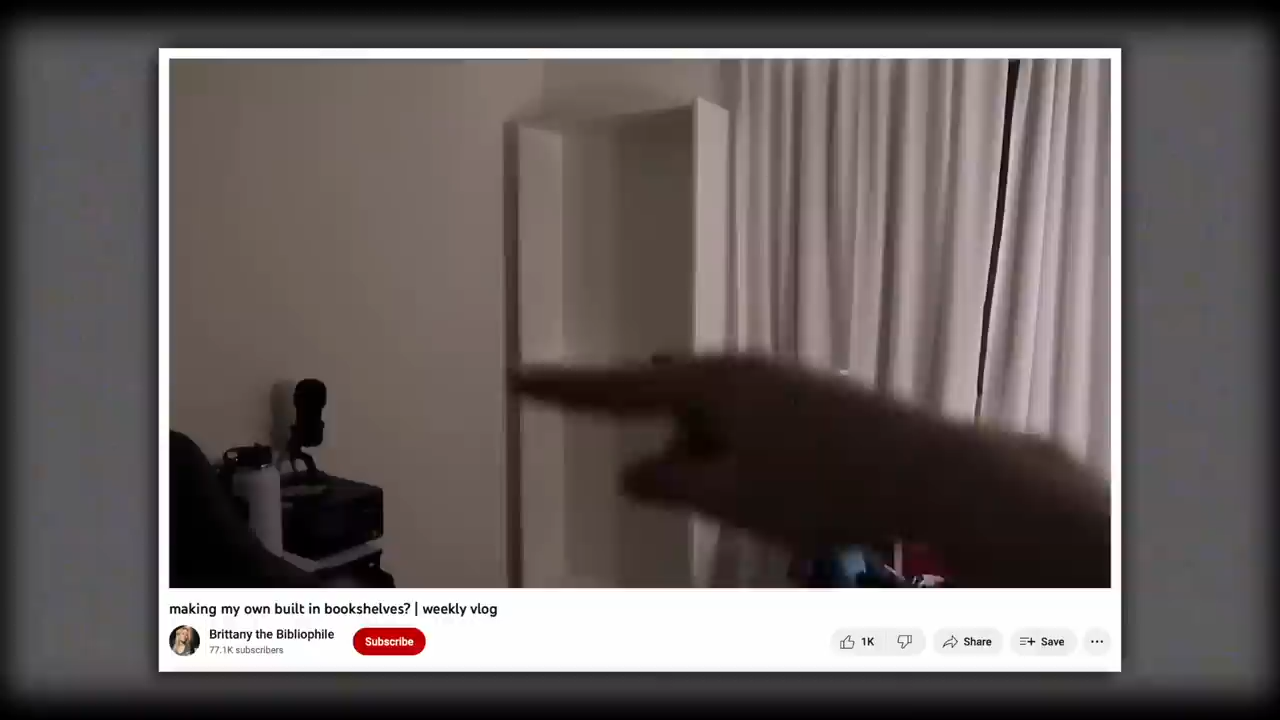 making my own built in bookshelves? | weekly vlog
Brittany the Bibliophile
77.1K subscribers
Subscribe
1K
Share
Save